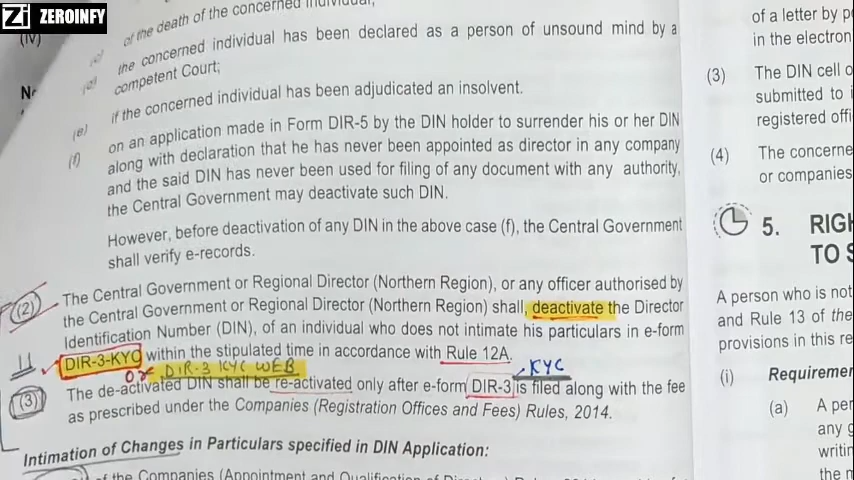 Zi ZEROINFY
(iv)
of the death of the concerned individual;
the concerned individual has been declared as a person of unsound mind by a
competent Court;
(e) if the concerned individual has been adjudicated an insolvent.
(f) on an application made in Form DIR-5 by the DIN holder to surrender his or her DIN
along with declaration that he has never been appointed as director in any company
and the said DIN has never been used for filing of any document with any authority,
the Central Government may deactivate such DIN.
However, before deactivation of any DIN in the above case (f), the Central Government
shall verify e-records.
(2) The Central Government or Regional Director (Northern Region), or any officer authorised by
the Central Government or Regional Director (Northern Region) shall, deactivate the Director
Identification Number (DIN), of an individual who does not intimate his particulars in e-form
DIR-3-KYC within the stipulated time in accordance with Rule 12A.
Or DIR-3 KYC WEB
KYC
(3) The de-activated DIN shall be re-activated only after e-form DIR-3 is filed along with the fee
as prescribed under the Companies (Registration Offices and Fees) Rules, 2014.
Intimation of Changes in Particulars specified in DIN Application:
of the Companies (Appointment and
of a letter by
in the electron
(3) The DIN cell
submitted to
registered offi
(4) The concerne
or companies
5. RIGH
TO S
A person who is not
and Rule 13 of the
provisions in this re
(i) Requiremen
(a) A per
any g
writin
the